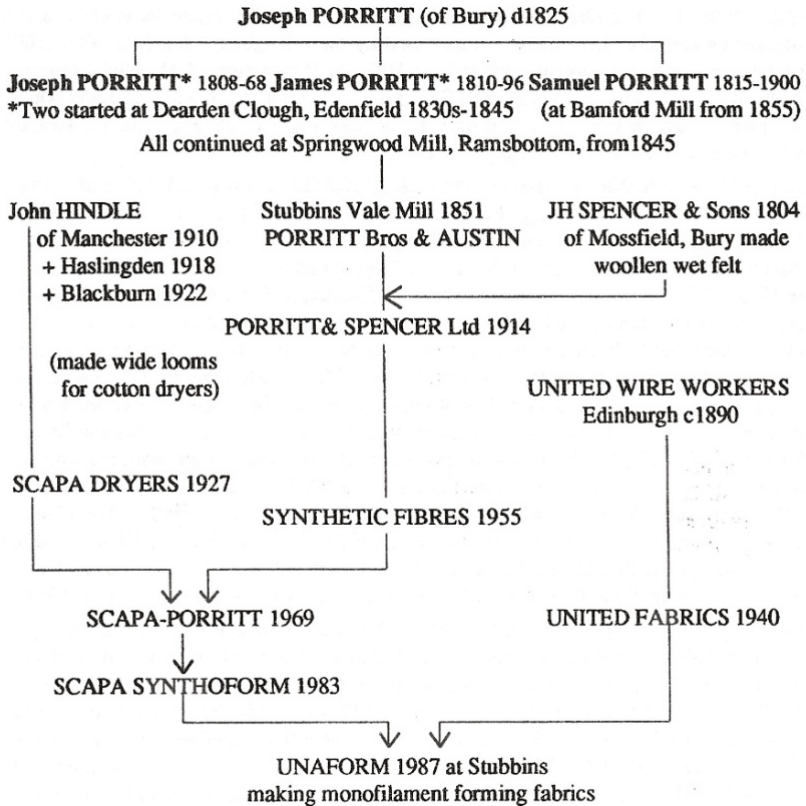 Joseph PORRITT (of Bury) d1825
Joseph PORRITT* 1808-68 James PORRITT* 1810-96 Samuel PORRITT 1815-1900
*Two started at Dearden Clough, Edenfield 1830s-1845 (at Bamford Mill from 1855)
All continued at Springwood Mill, Ramsbottom, from1845
John HINDLE
of Manchester 1910
+ Haslingden 1918
+ Blackburn 1922
(made wide looms
for cotton dryers)
Stubbins Vale Mill 1851
PORRITT Bros & AUSTIN
JH SPENCER & Sons 1804
of Mossfield, Bury made
woollen wet felt
PORRITT& SPENCER Ltd 1914
UNITED WIRE WORKERS
Edinburgh c1890
SCAPA DRYERS 1927
SYNTHETIC FIBRES 1955
SCAPA-PORRITT 1969
UNITED FABRICS 1940
SCAPA SYNTHOFORM 1983
UNAFORM 1987 at Stubbins
making monofilament forming fabrics